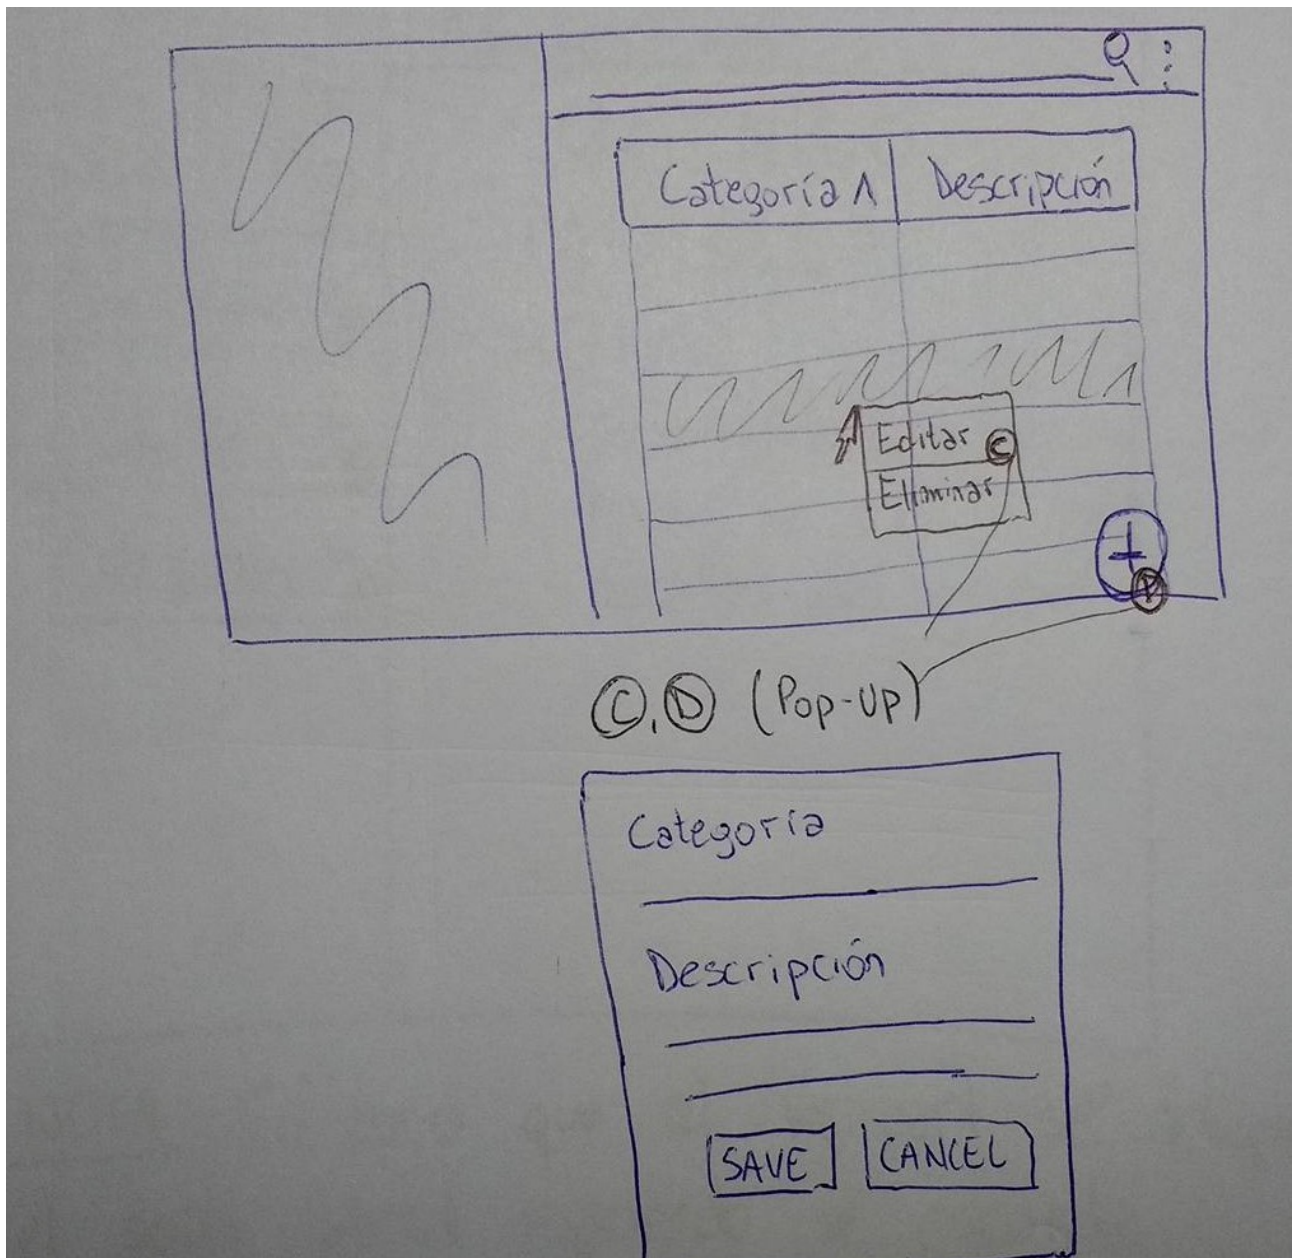 Categoría ∧ Descripción
Editar C
Eliminar
+
D
C, D (Pop-up)
Categoría
Descripción
SAVE CANCEL